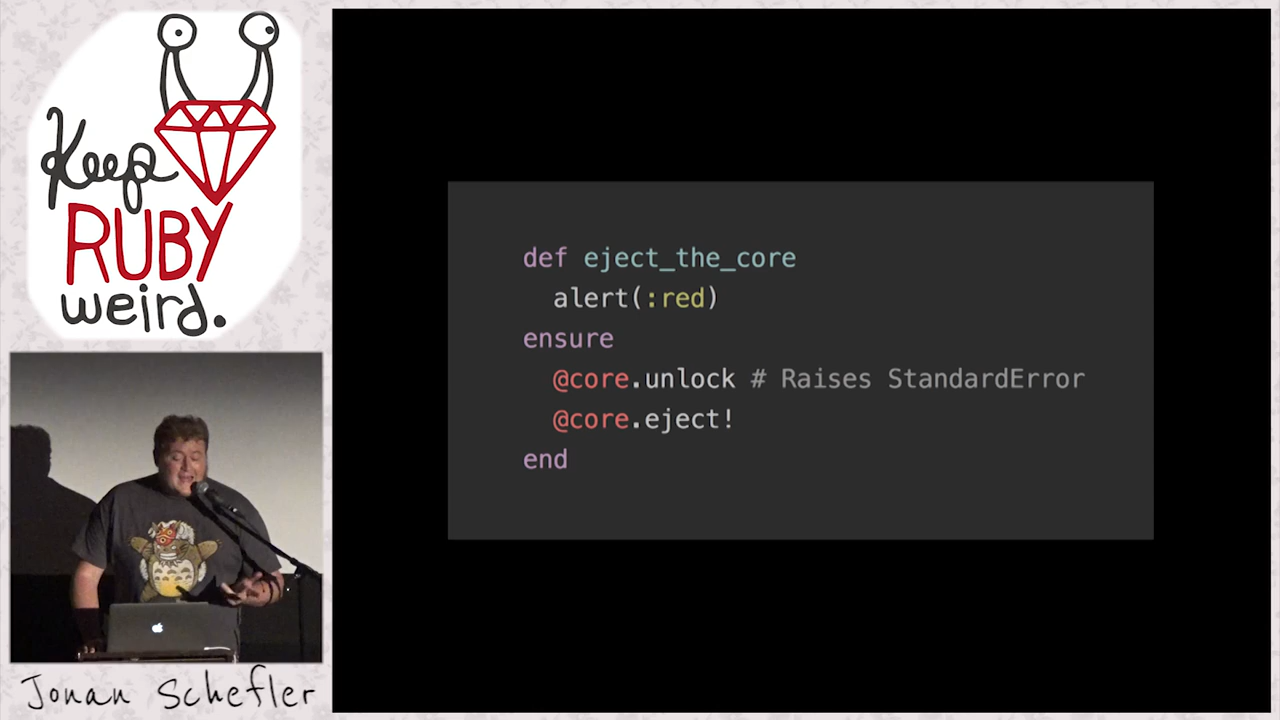 Keep
RUBY
weird.
def eject_the_core
  alert(:red)
ensure
  @core.unlock # Raises StandardError
  @core.eject!
end
Jonan Schefler